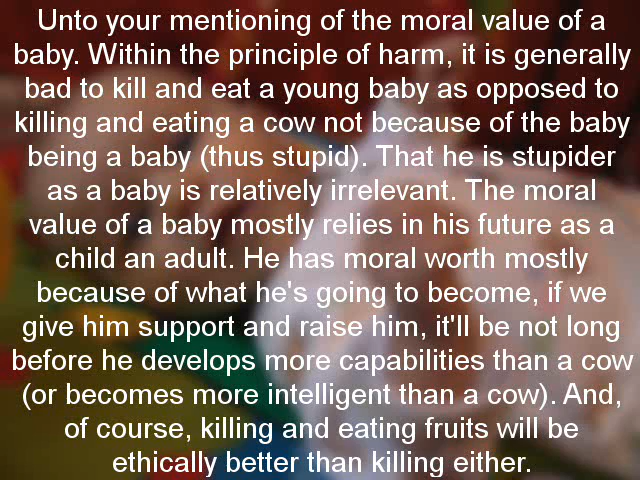 Unto your mentioning of the moral value of a
baby. Within the principle of harm, it is generally
bad to kill and eat a young baby as opposed to
killing and eating a cow not because of the baby
being a baby (thus stupid). That he is stupider
as a baby is relatively irrelevant. The moral
value of a baby mostly relies in his future as a
child an adult. He has moral worth mostly
because of what he's going to become, if we
give him support and raise him, it'll be not long
before he develops more capabilities than a cow
(or becomes more intelligent than a cow). And,
of course, killing and eating fruits will be
ethically better than killing either.